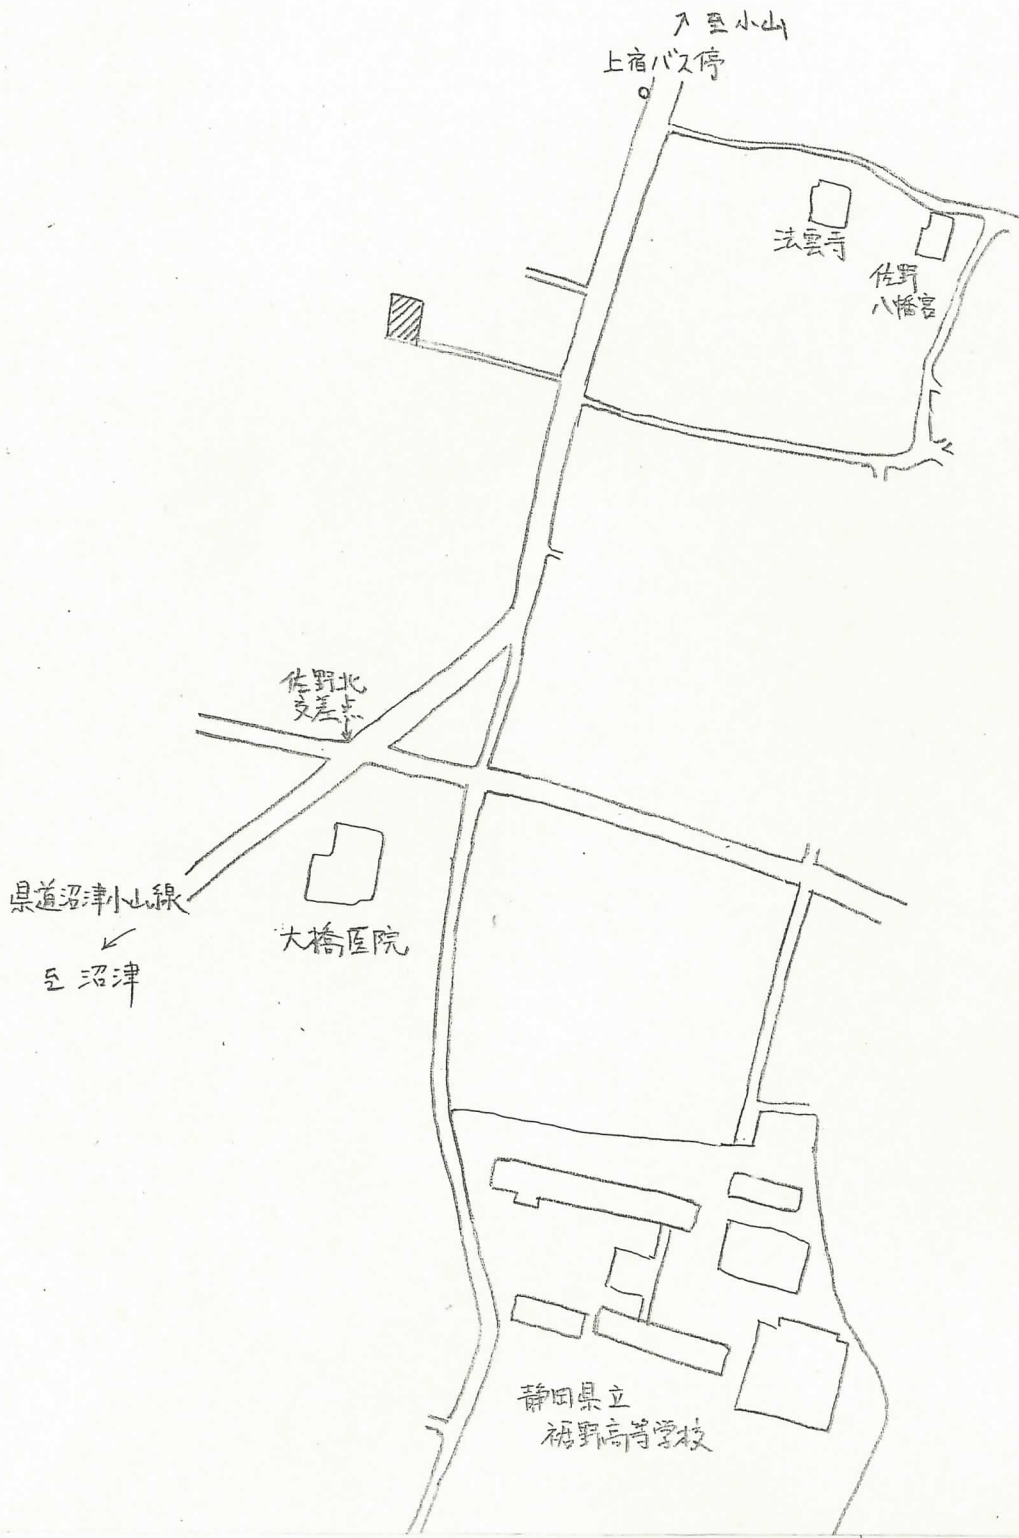 ↗ 至小山
上宿バス停
法雲寺
佐野
八幡宮
佐野北
交差点
県道沼津小山線
↙
至 沼津
大橋医院
静岡県立
裾野高等学校